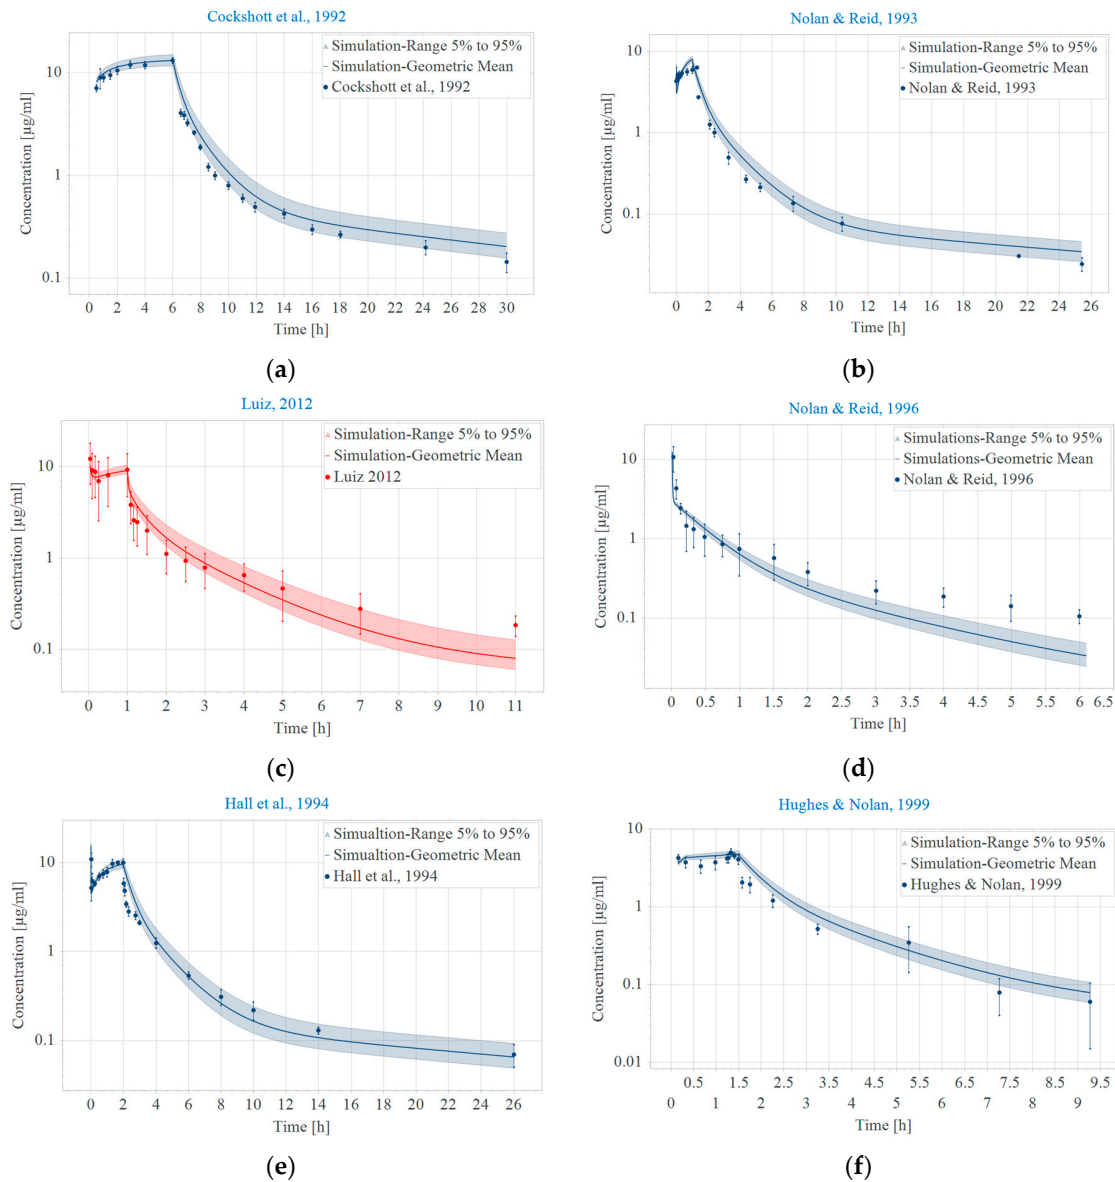 Cockshott et al., 1992
Simulation-Range 5% to 95%
Simulation-Geometric Mean
Cockshott et al., 1992
Concentration [µg/ml]
10
1
0.1
0 2 4 6 8 10 12 14 16 18 20 22 24 26 28 30
Time [h]
(a)
Nolan & Reid, 1993
Simulation-Range 5% to 95%
Simulation-Geometric Mean
Nolan & Reid, 1993
Concentration [µg/ml]
10
1
0.1
0 2 4 6 8 10 12 14 16 18 20 22 24 26
Time [h]
(b)
Luiz, 2012
Simulation-Range 5% to 95%
Simulation-Geometric Mean
Luiz 2012
Concentration [µg/ml]
10
1
0.1
0 1 2 3 4 5 6 7 8 9 10 11
Time [h]
(c)
Nolan & Reid, 1996
Simulations-Range 5% to 95%
Simulations-Geometric Mean
Nolan & Reid, 1996
Concentration [µg/ml]
10
1
0.1
0 0.5 1 1.5 2 2.5 3 3.5 4 4.5 5 5.5 6 6.5
Time [h]
(d)
Hall et al., 1994
Simualtion-Range 5% to 95%
Simualtion-Geometric Mean
Hall et al., 1994
Concentration [µg/ml]
10
1
0.1
0 2 4 6 8 10 12 14 16 18 20 22 24 26
Time [h]
(e)
Hughes & Nolan, 1999
Simulation-Range 5% to 95%
Simulation-Geometric Mean
Hughes & Nolan, 1999
Concentration [µg/ml]
10
1
0.1
0.01
0.5 1.5 2.5 3.5 4.5 5.5 6.5 7.5 8.5 9.5
0 1 2 3 4 5 6 7 8 9
Time [h]
(f)